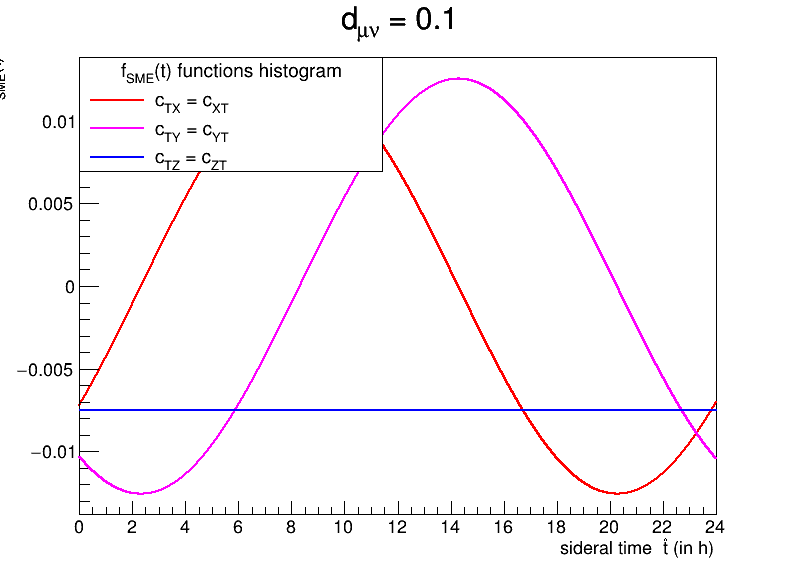 d_μν = 0.1
SME
f_SME(t) functions histogram
c_TX = c_XT
c_TY = c_YT
c_TZ = c_ZT
0.01
0.005
0
−0.005
−0.01
0 2 4 6 8 10 12 14 16 18 20 22 24
sideral time t̂ (in h)